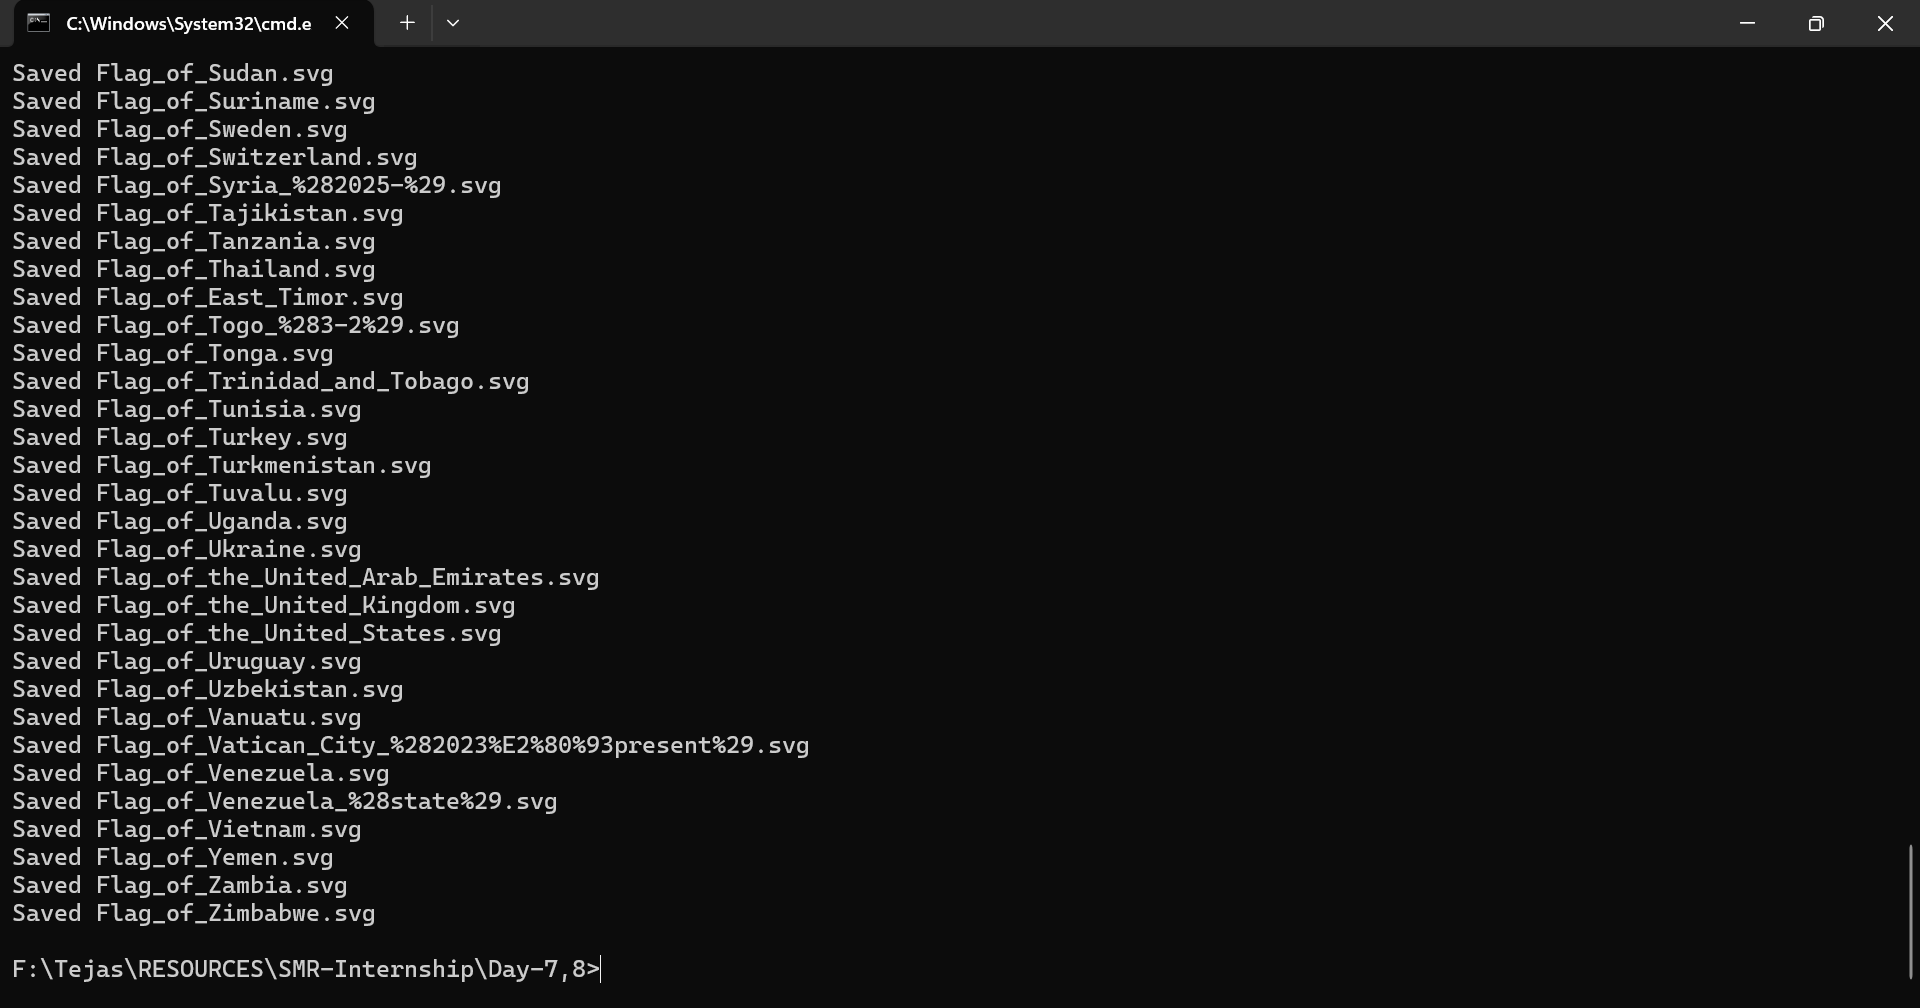 C:\Windows\System32\cmd.e
Saved Flag_of_Sudan.svg
Saved Flag_of_Suriname.svg
Saved Flag_of_Sweden.svg
Saved Flag_of_Switzerland.svg
Saved Flag_of_Syria_%282025-%29.svg
Saved Flag_of_Tajikistan.svg
Saved Flag_of_Tanzania.svg
Saved Flag_of_Thailand.svg
Saved Flag_of_East_Timor.svg
Saved Flag_of_Togo_%283-2%29.svg
Saved Flag_of_Tonga.svg
Saved Flag_of_Trinidad_and_Tobago.svg
Saved Flag_of_Tunisia.svg
Saved Flag_of_Turkey.svg
Saved Flag_of_Turkmenistan.svg
Saved Flag_of_Tuvalu.svg
Saved Flag_of_Uganda.svg
Saved Flag_of_Ukraine.svg
Saved Flag_of_the_United_Arab_Emirates.svg
Saved Flag_of_the_United_Kingdom.svg
Saved Flag_of_the_United_States.svg
Saved Flag_of_Uruguay.svg
Saved Flag_of_Uzbekistan.svg
Saved Flag_of_Vanuatu.svg
Saved Flag_of_Vatican_City_%282023%E2%80%93present%29.svg
Saved Flag_of_Venezuela.svg
Saved Flag_of_Venezuela_%28state%29.svg
Saved Flag_of_Vietnam.svg
Saved Flag_of_Yemen.svg
Saved Flag_of_Zambia.svg
Saved Flag_of_Zimbabwe.svg
F:\Tejas\RESOURCES\SMR-Internship\Day-7,8>